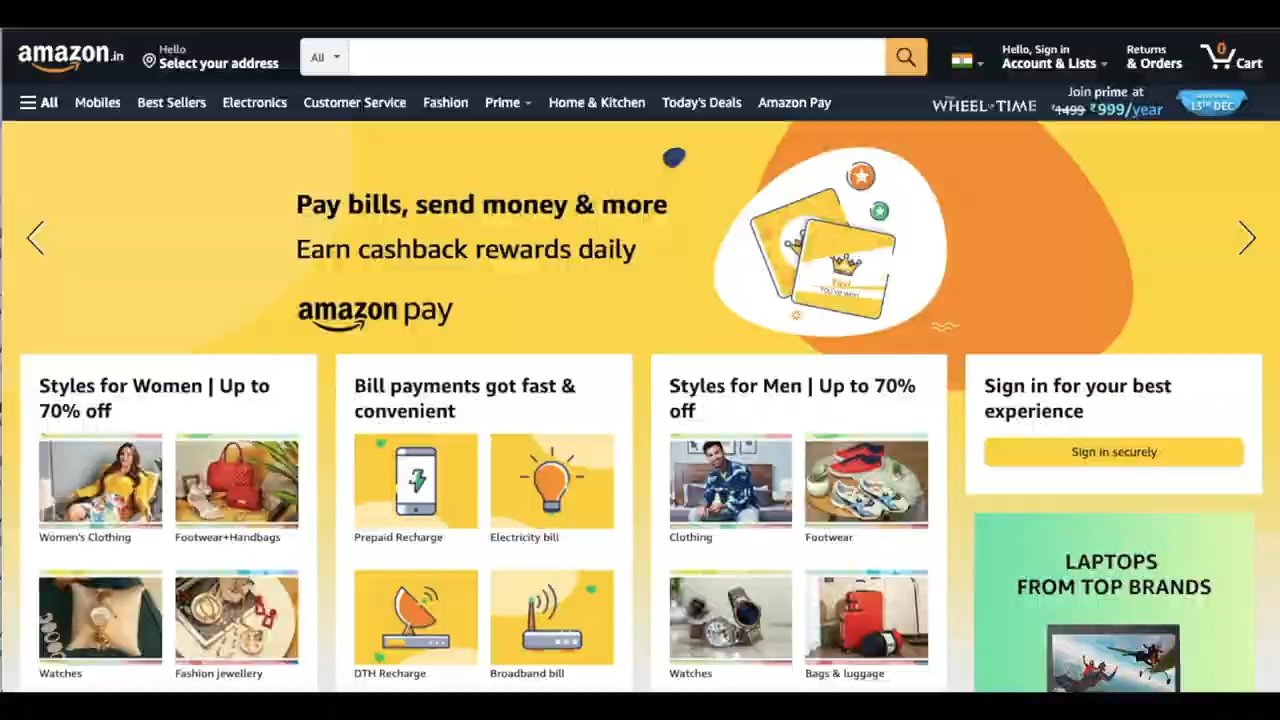 amazon.in
Hello
Select your address
All
Hello, Sign in
Account & Lists
Returns
& Orders
0
Cart
All
Mobiles
Best Sellers
Electronics
Customer Service
Fashion
Prime
Home & Kitchen
Today's Deals
Amazon Pay
WHEEL OF TIME
Join prime at
₹1499 ₹999/year
13TH DEC
Pay bills, send money & more
Earn cashback rewards daily
amazon pay
You've won
Styles for Women | Up to
70% off
Women's Clothing
Footwear+Handbags
Watches
Fashion jewellery
Bill payments got fast &
convenient
Prepaid Recharge
Electricity bill
DTH Recharge
Broadband bill
Styles for Men | Up to 70%
off
Clothing
Footwear
Watches
Bags & luggage
Sign in for your best
experience
Sign in securely
LAPTOPS
FROM TOP BRANDS